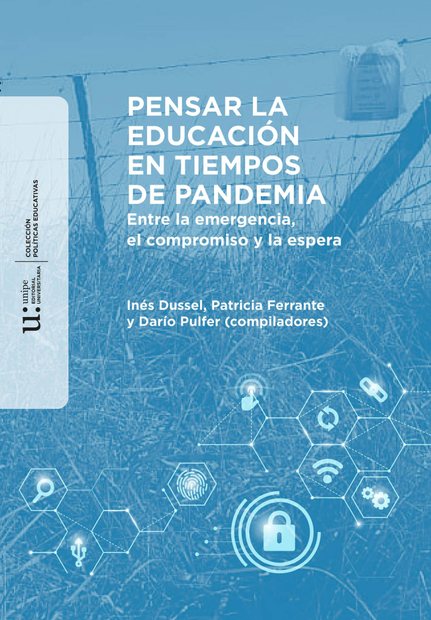 PENSAR LA
EDUCACIÓN
EN TIEMPOS
DE PANDEMIA
Entre la emergencia,
el compromiso y la espera
Inés Dussel, Patricia Ferrante
y Darío Pulfer (compiladores)
u:
unipe
EDITORIAL
UNIVERSITARIA
COLECCIÓN
POLÍTICAS EDUCATIVAS